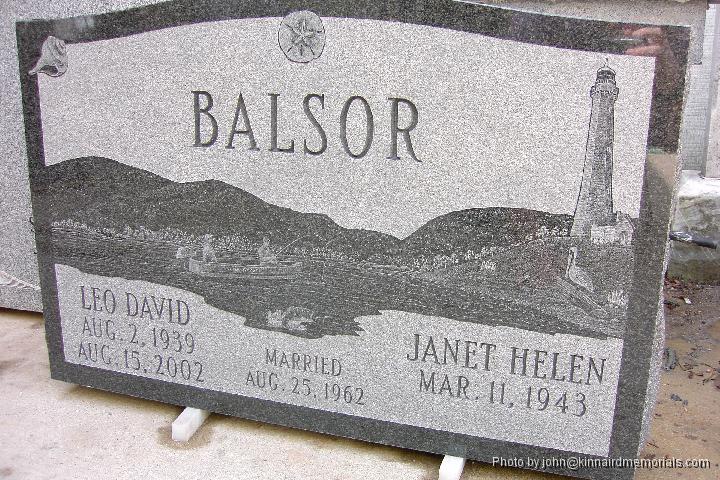 BALSOR
LEO DAVID
AUG. 2, 1939
AUG. 15, 2002
MARRIED
AUG. 25, 1962
JANET HELEN
MAR. 11, 1943
Photo by john@kinnairdmemorials.com